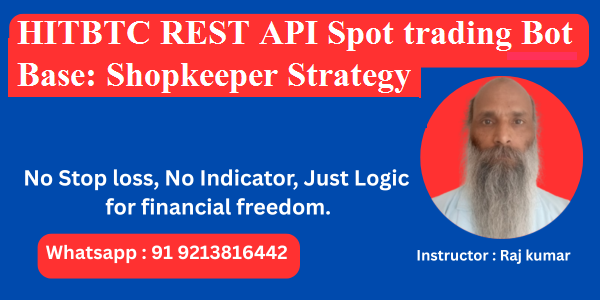 HITBTC REST API Spot trading Bot
Base: Shopkeeper Strategy
No Stop loss, No Indicator, Just Logic
for financial freedom.
Whatsapp : 91 9213816442
Instructor : Raj kumar